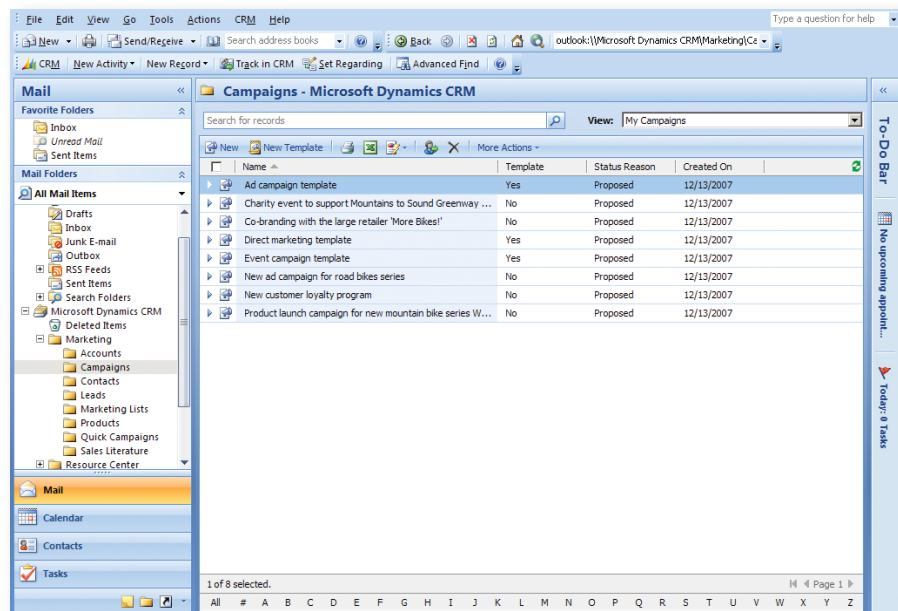 File Edit View Go Tools Actions CRM Help Type a question for help
New Send/Receive Search address books Back outlook:\\Microsoft Dynamics CRM\Marketing\Ca
CRM New Activity New Record Track in CRM Set Regarding Advanced Find
Mail «
Favorite Folders
Inbox
Unread Mail
Sent Items
Mail Folders
All Mail Items
Drafts
Inbox
Junk E-mail
Outbox
RSS Feeds
Sent Items
Search Folders
Microsoft Dynamics CRM
Deleted Items
Marketing
Accounts
Campaigns
Contacts
Leads
Marketing Lists
Products
Quick Campaigns
Sales Literature
Resource Center
Mail
Calendar
Contacts
Tasks
Campaigns - Microsoft Dynamics CRM
Search for records View: My Campaigns
New New Template More Actions
Name Template Status Reason Created On
Ad campaign template Yes Proposed 12/13/2007
Charity event to support Mountains to Sound Greenway ... No Proposed 12/13/2007
Co-branding with the large retailer 'More Bikes!' No Proposed 12/13/2007
Direct marketing template Yes Proposed 12/13/2007
Event campaign template Yes Proposed 12/13/2007
New ad campaign for road bikes series No Proposed 12/13/2007
New customer loyalty program No Proposed 12/13/2007
Product launch campaign for new mountain bike series W... No Proposed 12/13/2007
1 of 8 selected. Page 1
All # A B C D E F G H I J K L M N O P Q R S T U V W X Y Z
«
To-Do Bar
No upcoming appoint...
Today: 0 Tasks